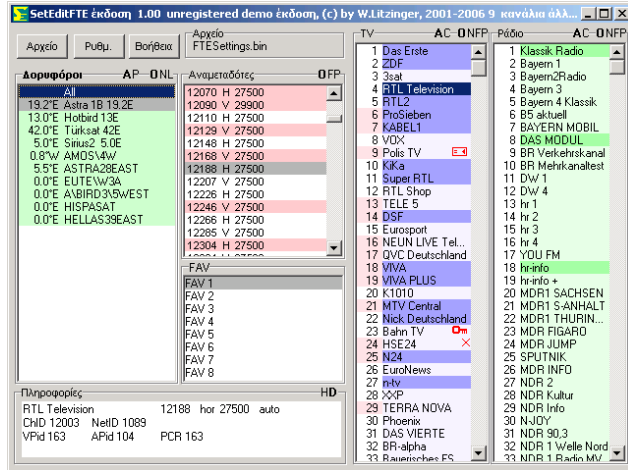 SetEditFTE έκδοση 1.00 unregistered demo έκδοση, (c) by W.Litzinger, 2001-2006 9 κανάλια άλλ...
Αρχείο
Ρυθμ.
Βοήθεια
Αρχείο
FTESettings.bin
Δορυφόροι AP ONL
All
19.2°E Astra 1B 19.2E
13.0°E Hotbird 13E
42.0°E Türksat 42E
5.0°E Sirius2 5.0E
0.8°W AMOS\4W
5.5°E ASTRA28EAST
0.0°E EUTE\W3A
0.0°E A\BIRD3\5WEST
0.0°E HISPASAT
0.0°E HELLAS39EAST
Αναμεταδότες OFP
12070 H 27500
12090 V 29900
12110 H 27500
12129 V 27500
12148 H 27500
12168 V 27500
12188 H 27500
12207 V 27500
12226 H 27500
12246 V 27500
12266 H 27500
12285 V 27500
12304 H 27500
FAV
FAV 1
FAV 2
FAV 3
FAV 4
FAV 5
FAV 6
FAV 7
FAV 8
Πληροφορίες HD
RTL Television 12188 hor 27500 auto
ChID 12003 NetID 1089
VPid 163 APid 104 PCR 163
TV AC ONFP
1 Das Erste
2 ZDF
3 3sat
4 RTL Television
5 RTL2
6 ProSieben
7 KABEL1
8 VOX
9 Polis TV
10 KiKa
11 Super RTL
12 RTL Shop
13 TELE 5
14 DSF
15 Eurosport
16 NEUN LIVE Tel...
17 QVC Deutschland
18 VIVA
19 VIVA PLUS
20 K1010
21 MTV Central
22 Nick Deutschland
23 Bahn TV
24 HSE24
25 N24
26 EuroNews
27 n-tv
28 XXP
29 TERRA NOVA
30 Phoenix
31 DAS VIERTE
32 BR-alpha
33 Bayerisches FS
Ράδιο AC ONFP
1 Klassik Radio
2 Bayern 1
3 Bayern2Radio
4 Bayern 3
5 Bayern 4 Klassik
6 B5 aktuell
7 BAYERN MOBIL
8 DAS MODUL
9 BR Verkehrskanal
10 BR Mehrkanaltest
11 DW 1
12 DW 4
13 hr 1
14 hr 2
15 hr 3
16 hr 4
17 YOU FM
18 hr-info
19 hr-info +
20 MDR1 SACHSEN
21 MDR1 S-ANHALT
22 MDR1 THURIN...
23 MDR FIGARO
24 MDR JUMP
25 SPUTNIK
26 MDR INFO
27 NDR 2
28 NDR Kultur
29 NDR Info
30 N-JOY
31 NDR 90,3
32 NDR 1 Welle Nord
33 NDR 1 Radio MV